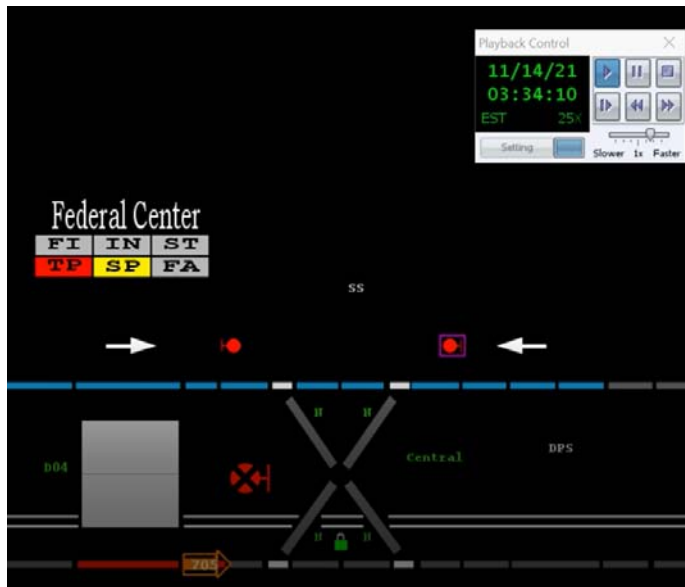 Playback Control
11/14/21
03:34:10
EST 25X
Setting
Slower 1x Faster
Federal Center
FI IN ST
TP SP FA
SS
N N
D04
Central
DPS
N N
705